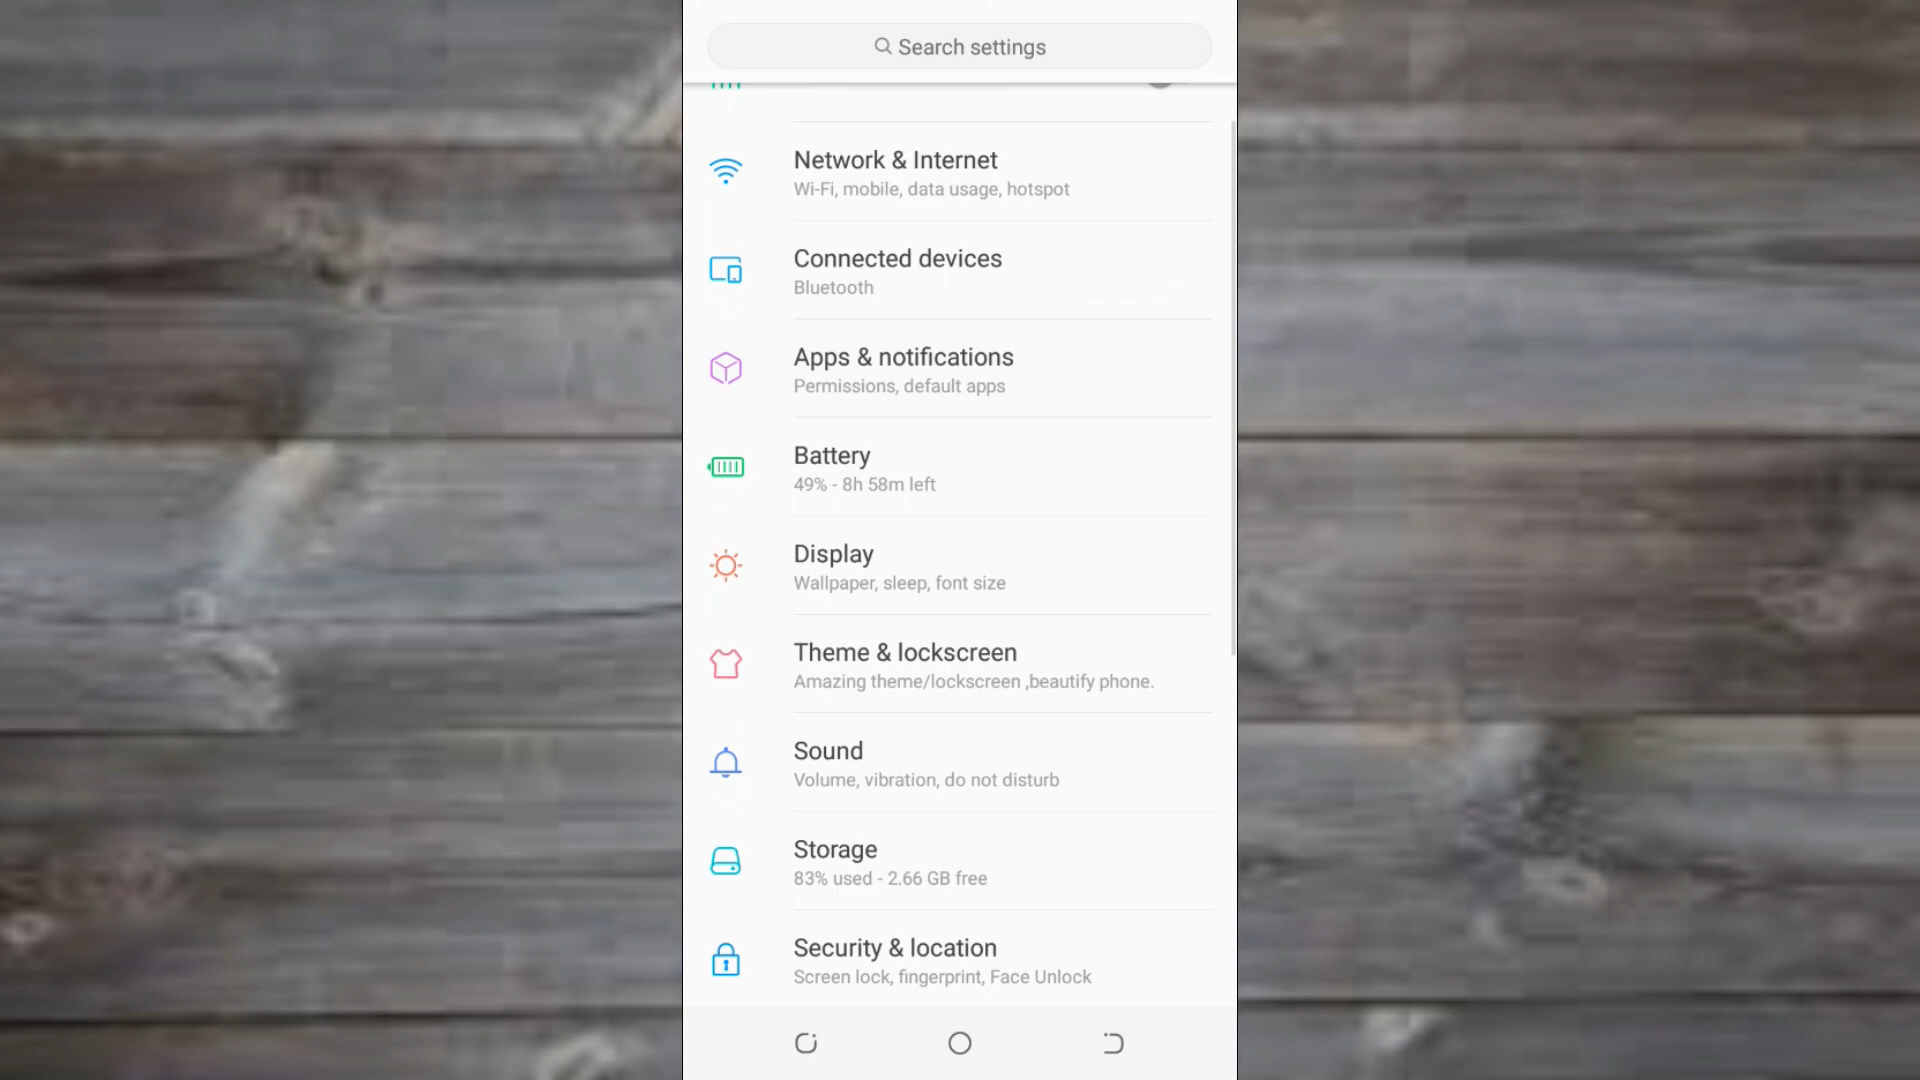 Search settings
Network & Internet
Wi-Fi, mobile, data usage, hotspot
Connected devices
Bluetooth
Apps & notifications
Permissions, default apps
Battery
49% - 8h 58m left
Display
Wallpaper, sleep, font size
Theme & lockscreen
Amazing theme/lockscreen ,beautify phone.
Sound
Volume, vibration, do not disturb
Storage
83% used - 2.66 GB free
Security & location
Screen lock, fingerprint, Face Unlock